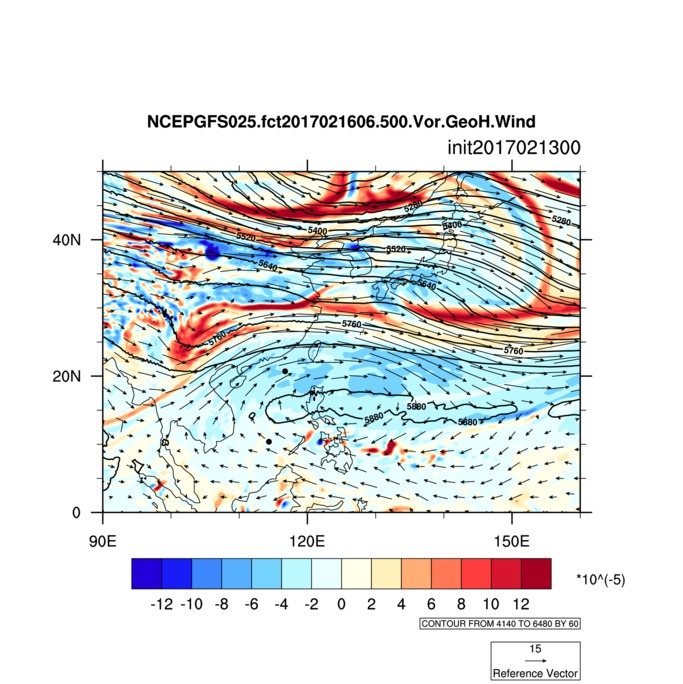 NCEPGFS025.fct2017021606.500.Vor.GeoH.Wind
init2017021300
40N
20N
0
90E 120E 150E
5280
5400
5280
5400
5520
5520
5640
5640
5760
5760
5760
5880
5880
5880
-12 -10 -8 -6 -4 -2 0 2 4 6 8 10 12
*10^(-5)
CONTOUR FROM 4140 TO 6480 BY 60
15
Reference Vector